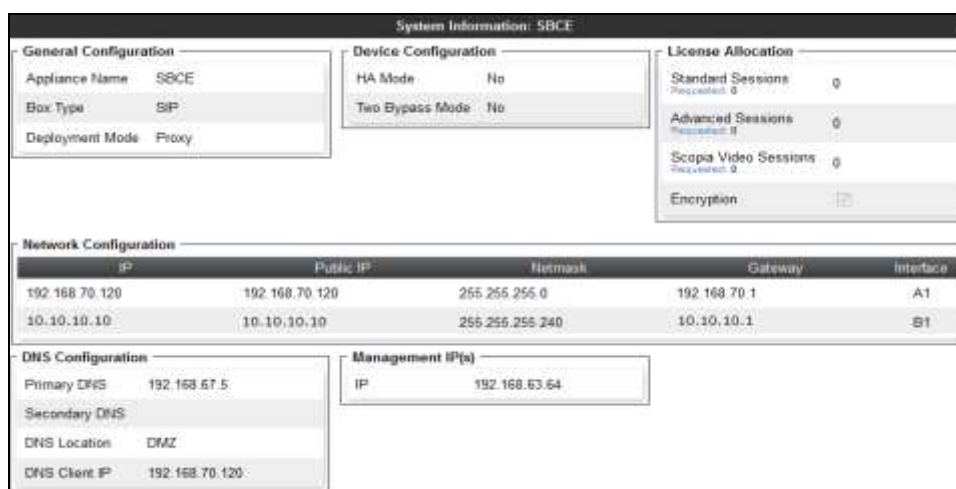 System Information: SBCE
General Configuration
Appliance Name SBCE
Box Type SIP
Deployment Mode Proxy
Device Configuration
HA Mode No
Two Bypass Mode No
License Allocation
Standard Sessions 0
Requested: 0
Advanced Sessions 0
Requested: 0
Scopia Video Sessions 0
Requested: 0
Encryption
Network Configuration
IP Public IP Netmask Gateway Interface
192.168.70.120 192.168.70.120 255.255.255.0 192.168.70.1 A1
10.10.10.10 10.10.10.10 255.255.255.240 10.10.10.1 B1
DNS Configuration
Primary DNS 192.168.67.5
Secondary DNS
DNS Location DMZ
DNS Client IP 192.168.70.120
Management IP(s)
IP 192.168.63.64